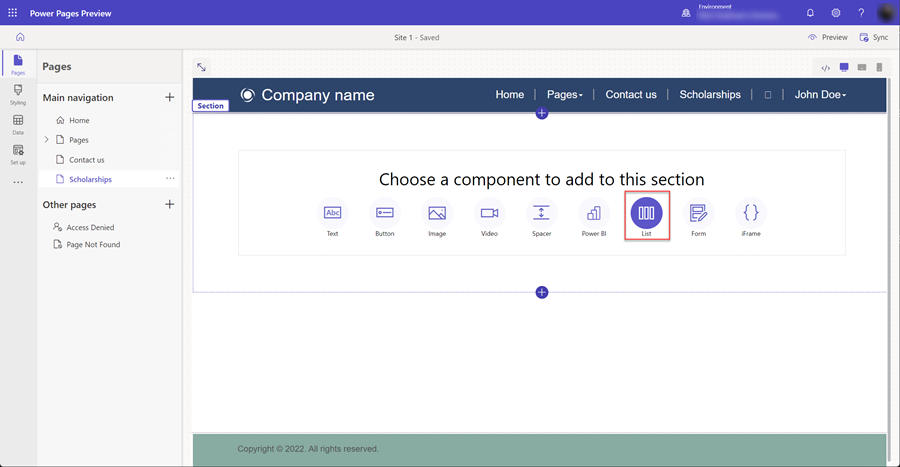 Power Pages Preview
Environment
Site 1 - Saved
Preview
Sync
Pages
Styling
Data
Set up
Pages
Main navigation
Home
Pages
Contact us
Scholarships
Other pages
Access Denied
Page Not Found
Company name
Home
Pages
Contact us
Scholarships
John Doe
Section
Choose a component to add to this section
Abc
Text
Button
Image
Video
Spacer
Power BI
List
Form
iFrame
Copyright © 2022. All rights reserved.